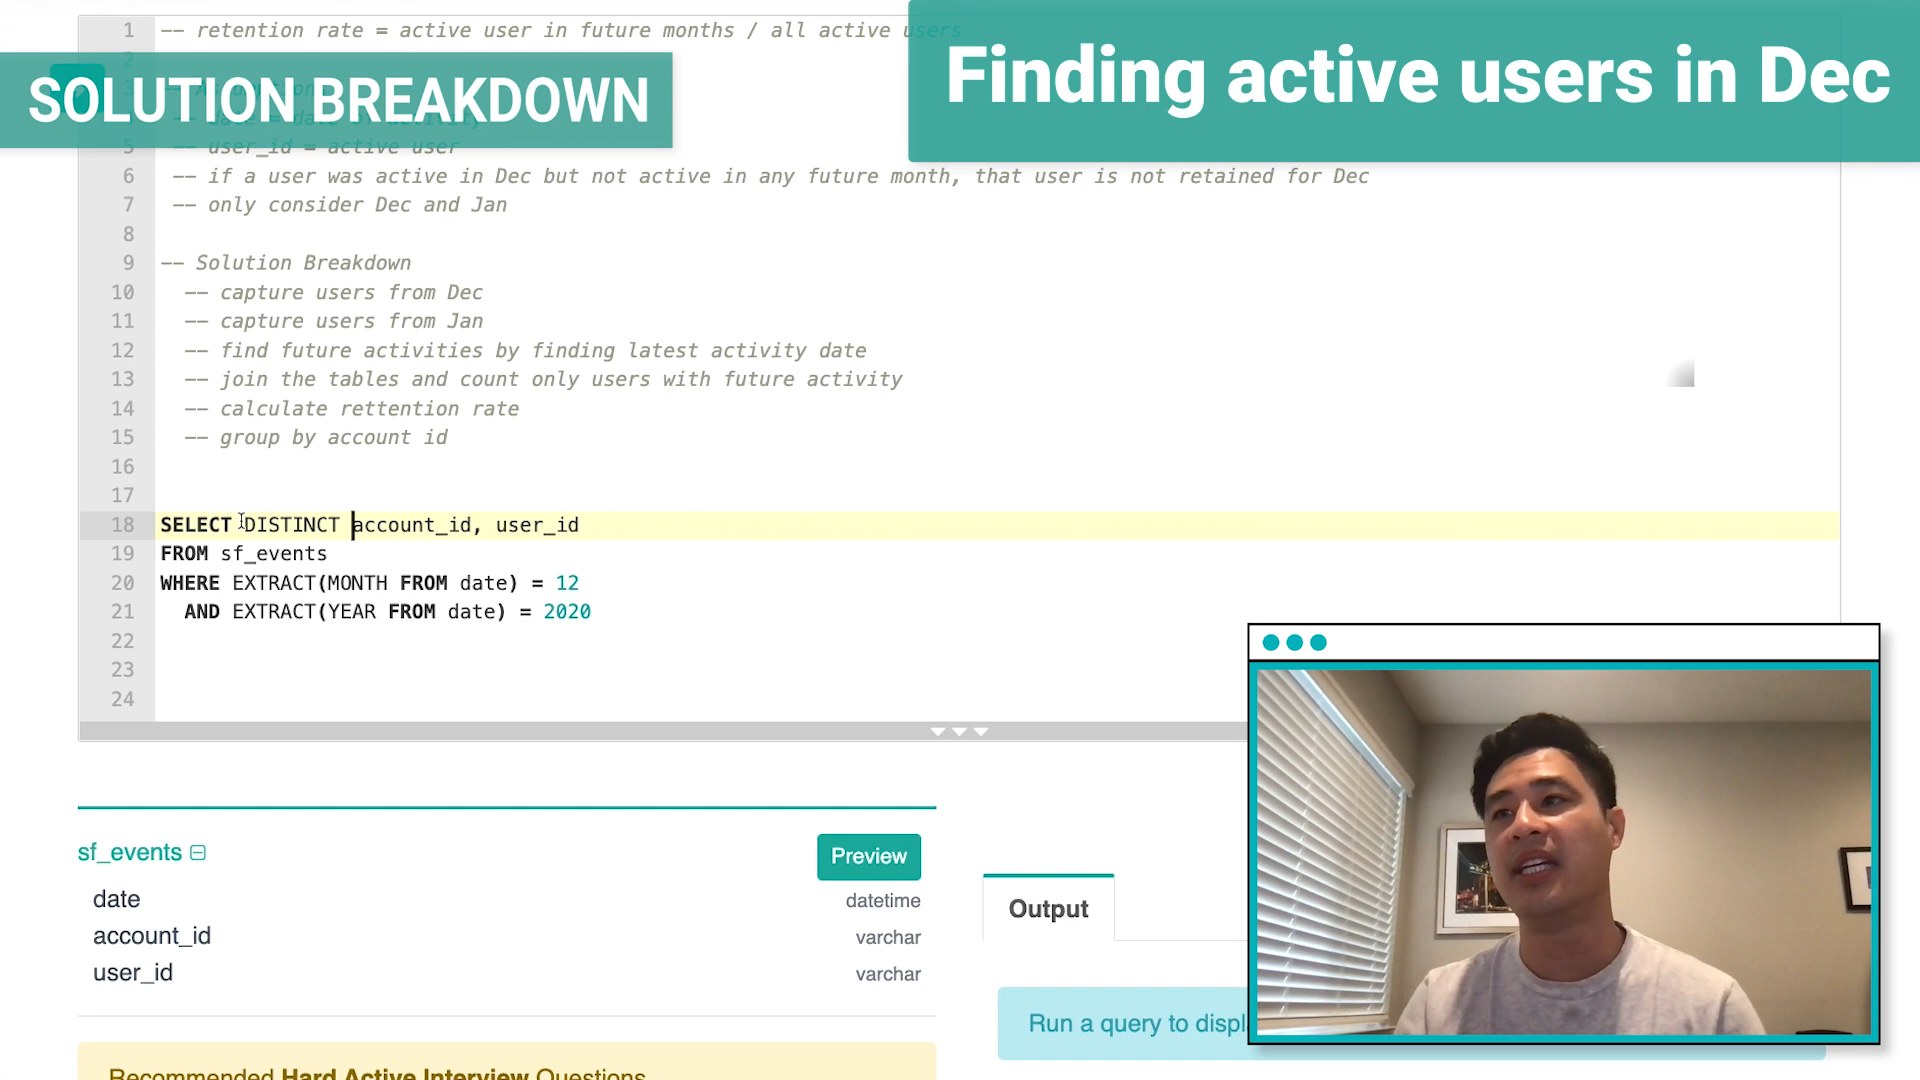 1 -- retention rate = active user in future months / all active users
SOLUTION BREAKDOWN
Finding active users in Dec
5 -- user_id = active user
6 -- if a user was active in Dec but not active in any future month, that user is not retained for Dec
7 -- only consider Dec and Jan
8
9 -- Solution Breakdown
10 -- capture users from Dec
11 -- capture users from Jan
12 -- find future activities by finding latest activity date
13 -- join the tables and count only users with future activity
14 -- calculate rettention rate
15 -- group by account id
16
17
18 SELECT DISTINCT account_id, user_id
19 FROM sf_events
20 WHERE EXTRACT(MONTH FROM date) = 12
21 AND EXTRACT(YEAR FROM date) = 2020
22
23
24
sf_events
Preview
date datetime
account_id varchar
user_id varchar
Output
Run a query to displ
Recommended Hard Active Interview Questions